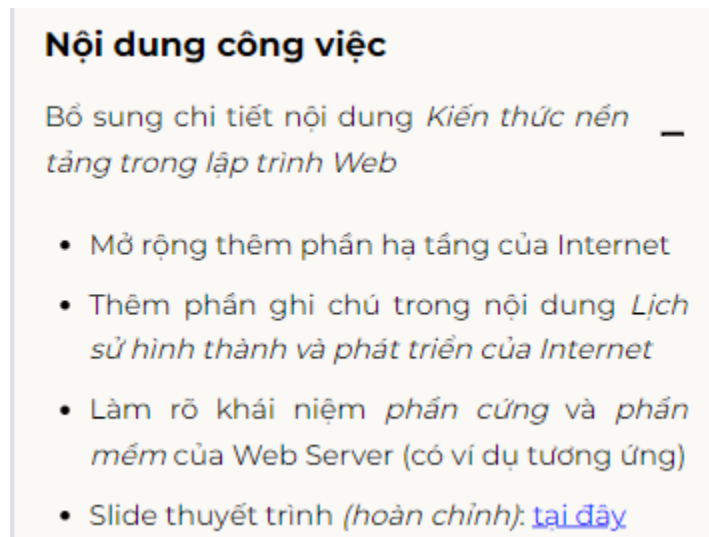 Nội dung công việc
Bổ sung chi tiết nội dung Kiến thức nền
tảng trong lập trình Web
• Mở rộng thêm phần hạ tầng của Internet
• Thêm phần ghi chú trong nội dung Lịch
sử hình thành và phát triển của Internet
• Làm rõ khái niệm phần cứng và phần
mềm của Web Server (có ví dụ tương ứng)
• Slide thuyết trình (hoàn chỉnh): tại đây